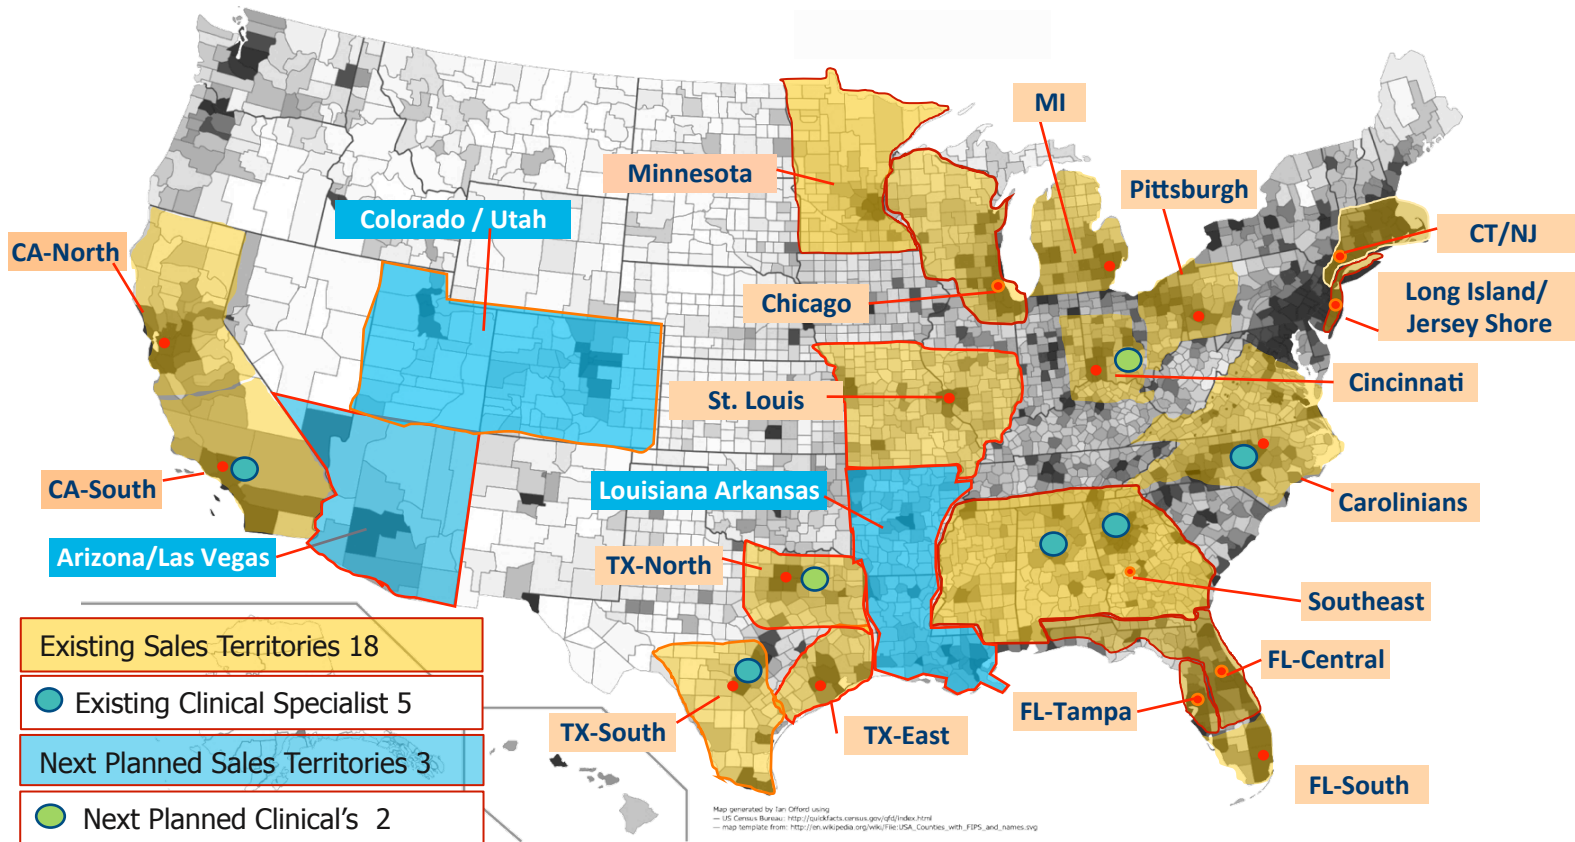 MI
Minnesota
Pittsburgh
Colorado / Utah
CT/NJ
CA-North
Chicago
Long Island/
Jersey Shore
Cincinnati
St. Louis
CA-South
Louisiana Arkansas
Carolinians
Arizona/Las Vegas
TX-North
Southeast
FL-Central
FL-Tampa
TX-South
TX-East
FL-South
Existing Sales Territories 18
Existing Clinical Specialist 5
Next Planned Sales Territories 3
Next Planned Clinical's 2
Map generated by Ian Offord using
— US Census Bureau: http://quickfacts.census.gov/qfd/index.html
— map template from: http://en.wikipedia.org/wiki/File:USA_Counties_with_FIPS_and_names.svg